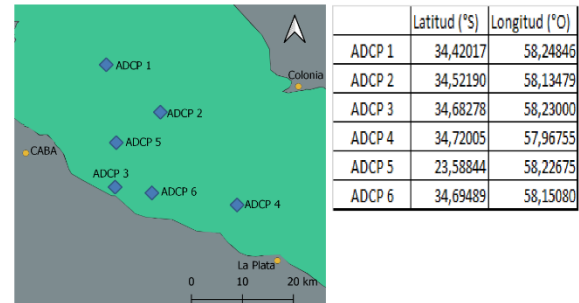 ADCP 1
Colonia
ADCP 2
ADCP 5
CABA
ADCP 3
ADCP 6
ADCP 4
La Plata
0 10 20 km
Latitud (°S) Longitud (°O)
ADCP 1 34,42017 58,24846
ADCP 2 34,52190 58,13479
ADCP 3 34,68278 58,23000
ADCP 4 34,72005 57,96755
ADCP 5 23,58844 58,22675
ADCP 6 34,69489 58,15080